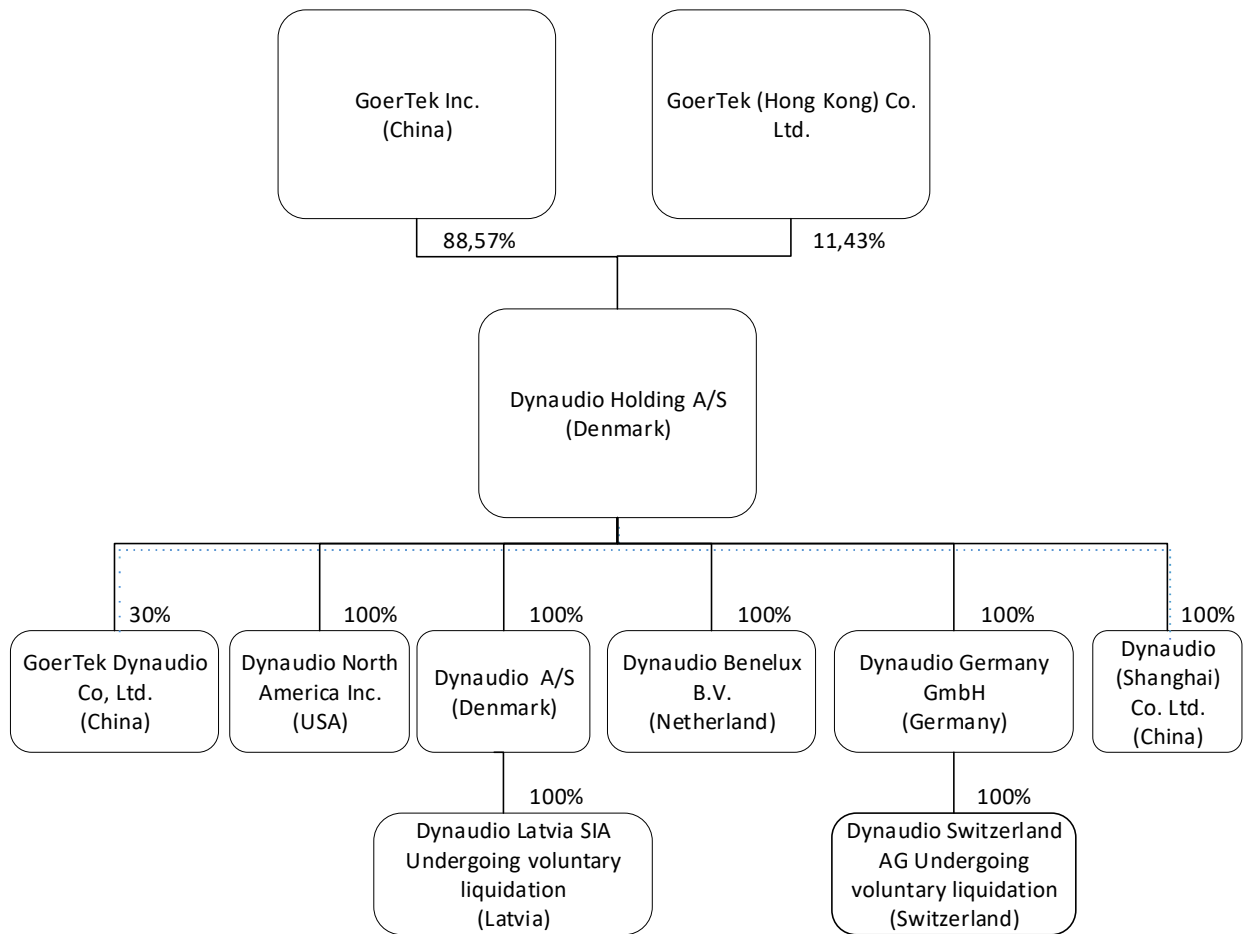 GoerTek Inc.
(China)
GoerTek (Hong Kong) Co.
Ltd.
88,57%
11,43%
Dynaudio Holding A/S
(Denmark)
30%
100%
100%
100%
100%
100%
GoerTek Dynaudio
Co, Ltd.
(China)
Dynaudio North
America Inc.
(USA)
Dynaudio A/S
(Denmark)
Dynaudio Benelux
B.V.
(Netherland)
Dynaudio Germany
GmbH
(Germany)
Dynaudio
(Shanghai)
Co. Ltd.
(China)
100%
100%
Dynaudio Latvia SIA
Undergoing voluntary
liquidation
(Latvia)
Dynaudio Switzerland
AG Undergoing
voluntary liquidation
(Switzerland)